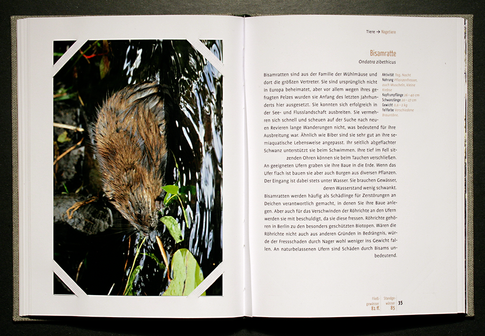 Tiere → Nagetiere
Bisamratte
Ondatra zibethicus
Bisamratten sind aus der Familie der Wühlmäuse und
dort die größten Vertreter. Sie sind ursprünglich nicht
in Europa beheimatet, aber vor allem wegen ihres ge-
fragten Pelzes wurden sie Anfang des letzten Jahrhun-
derts hier ausgesetzt. Sie konnten sich erfolgreich in
der See- und Flusslandschaft ausbreiten. Sie verme-
hren sich schnell und scheuen auf der Suche nach neu-
en Revieren lange Wanderungen nicht, was bedeutend für ihre
Ausbreitung war. Ähnlich wie Biber sind sie sehr gut an ihre se-
miaquatische Lebensweise angepasst. Ihr seitlich abgeflachter
Schwanz unterstützt sie beim Schwimmen. Ihre tief im Fell sit-
zenden Ohren können sie beim Tauchen verschließen.
An geeigneten Ufern graben sie ihre Baue in die Erde. Wenn das
Ufer flach ist bauen sie aber auch Burgen aus diversen Pflanzen.
Der Eingang ist dabei stets unter Wasser. Sie brauchen Gewässer,
deren Wasserstand wenig schwankt.
Bisamratten werden häufig als Schädlinge für Zerstörungen an
Deichen verantwortlich gemacht, in denen sie ihre Baue anle-
gen. Aber auch für das Verschwinden der Röhrichte an den Ufern
werden sie mit beschuldigt, da sie diese fressen. Röhrichte gehö-
ren in Berlin zu den besonders geschützten Biotopen. Wären die
Röhrichte nicht auch aus anderen Gründen in Bedrängnis, wür-
de der Fressschaden durch Nager wohl weniger ins Gewicht fal-
len. An naturbelassenen Ufern sind Schäden durch Bisams un-
bedeutend.
35